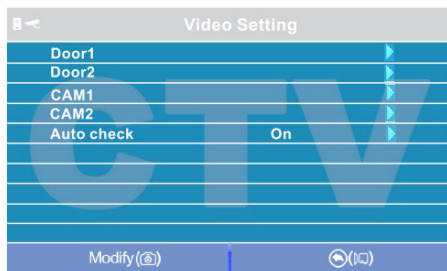 Video Setting
Door1
Door2
CAM1
CAM2
Auto check On
CTV
Modify( )
( )